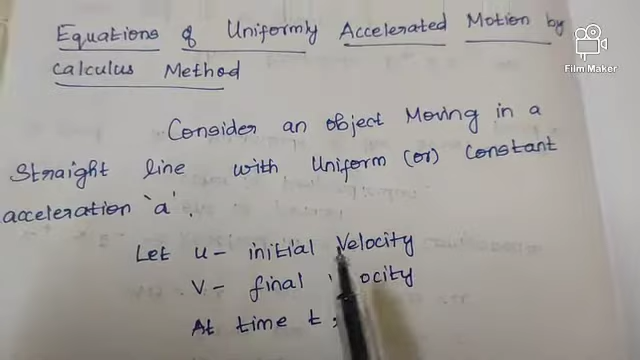 Equations of Uniformly Accelerated Motion by
Calculus Method
Film Maker
Consider an object Moving in a
Straight line with Uniform (or) constant
acceleration 'a'.
Let u - initial Velocity
V - final ocity
At time t;